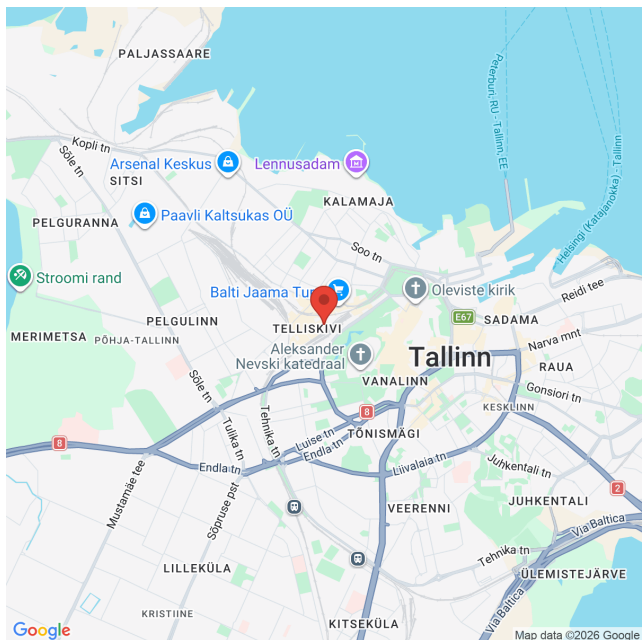 PALJASSAARE
Peterburi, RU - Tallinn, EE
Kopli tn
Sõle tn
SITSI
Arsenal Keskus
Lennusadam
KALAMAJA
PELGURANNA
Paavli Kaltsukas OÜ
Soo tn
Helsingi (Katajanokka) - Tallinn
Stroomi rand
Balti Jaama Tur
Oleviste kirik
Reidi tee
E67
SADAMA
MERIMETSA
PÕHJA-TALLINN
PELGULINN
TELLISKIVI
Narva mnt
Aleksander
Nevski katedraal
Tallinn
RAUA
VANALINN
Sõle tn
Gonsiori tn
KESKLINN
Tehnika tn
Tulika tn
8
TÕNISMÄGI
Luise tn
Endla tn
8
Endla tn
Liivalaia tn
Juhkentali tn
Mustamäe tee
Sõpruse pst
2
JUHKENTALI
VEERENNI
Via Baltica
Tehnika tn
LILLEKÜLA
ÜLEMISTEJÄRVE
KRISTIINE
KITSEKÜLA
Via Baltica
Google
Map data ©2026 Google